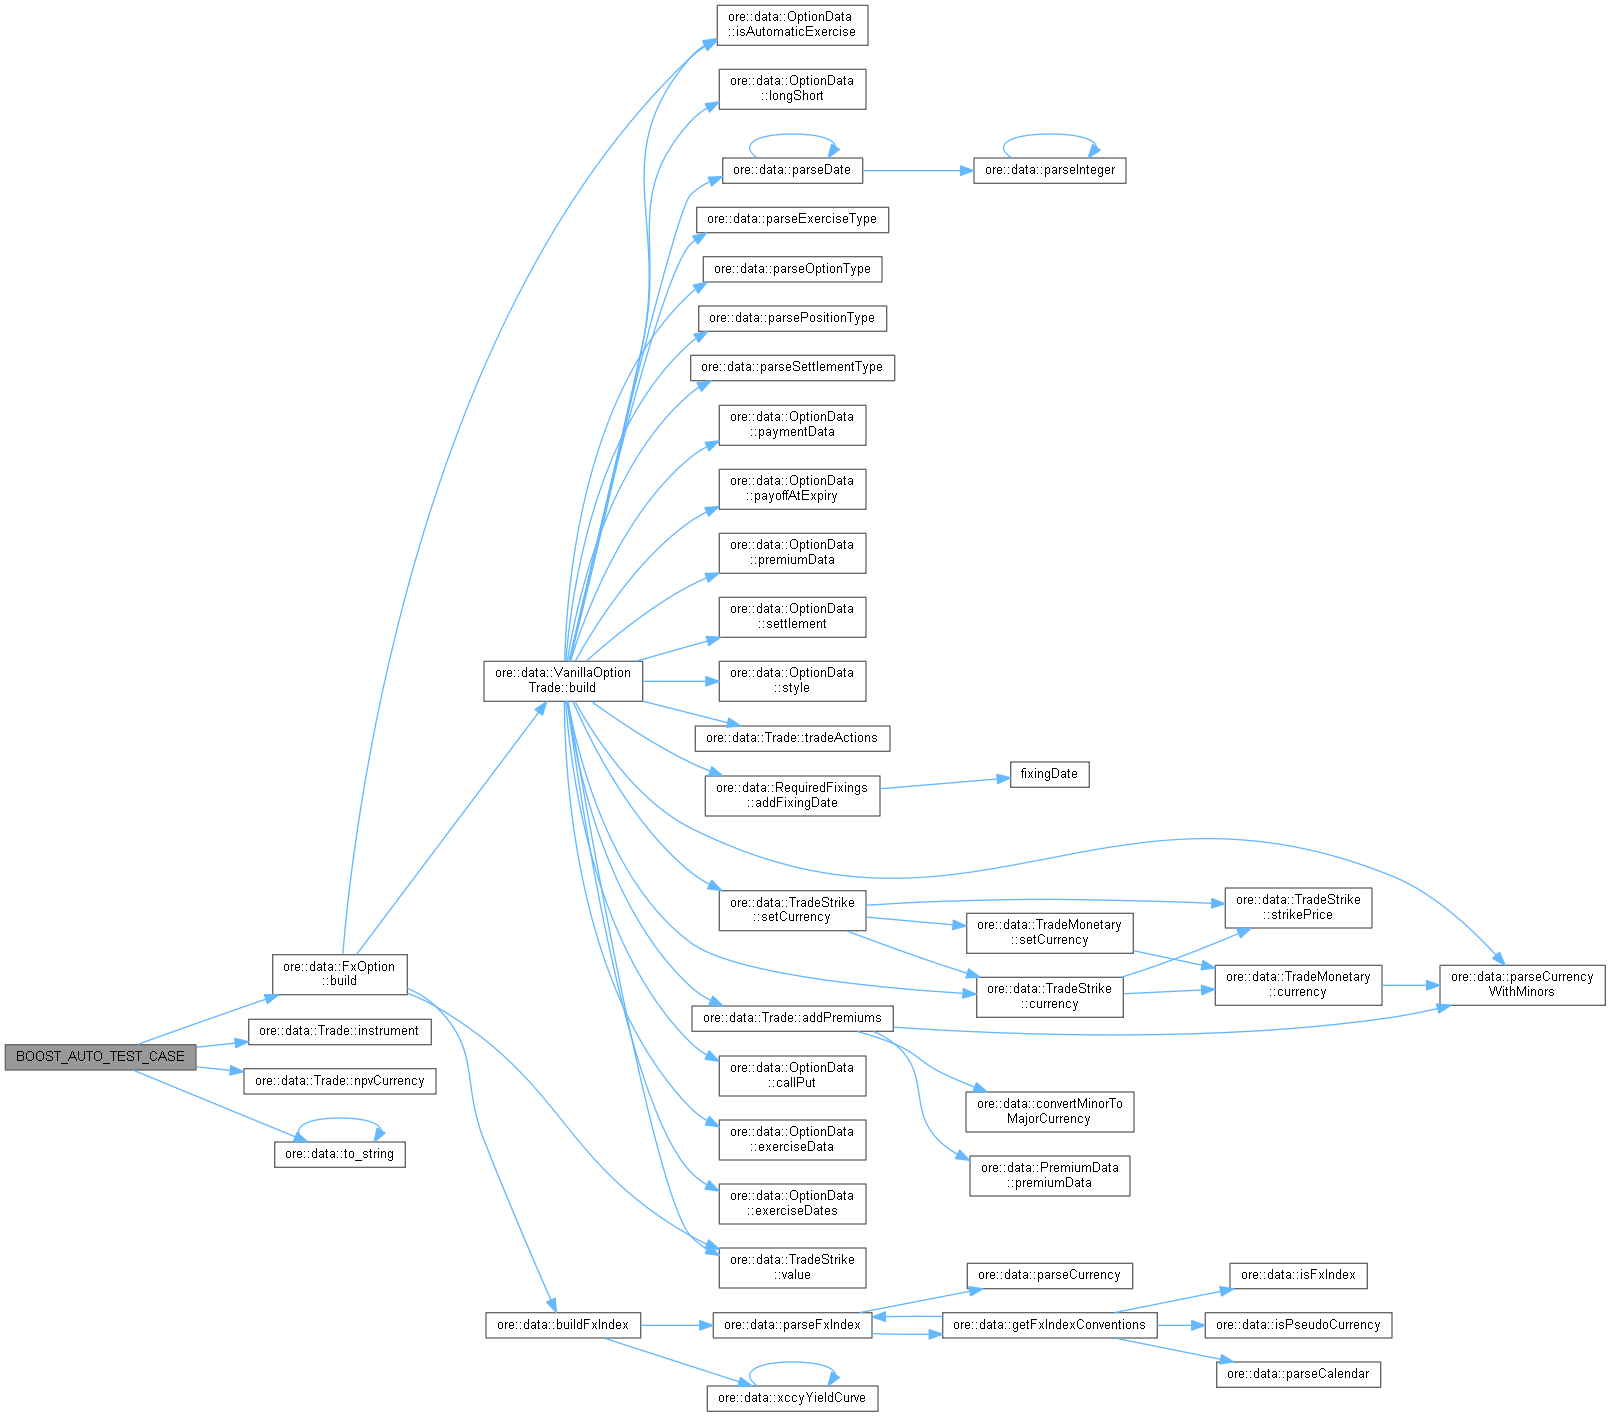 ore::data::OptionData
::isAutomaticExercise
ore::data::OptionData
::longShort
ore::data::parseDate
ore::data::parseInteger
ore::data::parseExerciseType
ore::data::parseOptionType
ore::data::parsePositionType
ore::data::parseSettlementType
ore::data::OptionData
::paymentData
ore::data::OptionData
::payoffAtExpiry
ore::data::OptionData
::premiumData
ore::data::OptionData
::settlement
ore::data::VanillaOption
Trade::build
ore::data::OptionData
::style
ore::data::Trade::tradeActions
ore::data::RequiredFixings
::addFixingDate
fixingDate
ore::data::TradeStrike
::setCurrency
ore::data::TradeStrike
::strikePrice
ore::data::TradeMonetary
::setCurrency
ore::data::FxOption
::build
ore::data::TradeStrike
::currency
ore::data::TradeMonetary
::currency
ore::data::parseCurrency
WithMinors
ore::data::Trade::addPremiums
ore::data::Trade::instrument
BOOST_AUTO_TEST_CASE
ore::data::Trade::npvCurrency
ore::data::OptionData
::callPut
ore::data::convertMinorTo
MajorCurrency
ore::data::to_string
ore::data::OptionData
::exerciseData
ore::data::PremiumData
::premiumData
ore::data::OptionData
::exerciseDates
ore::data::TradeStrike
::value
ore::data::parseCurrency
ore::data::isFxIndex
ore::data::buildFxIndex
ore::data::parseFxIndex
ore::data::getFxIndexConventions
ore::data::isPseudoCurrency
ore::data::parseCalendar
ore::data::xccyYieldCurve